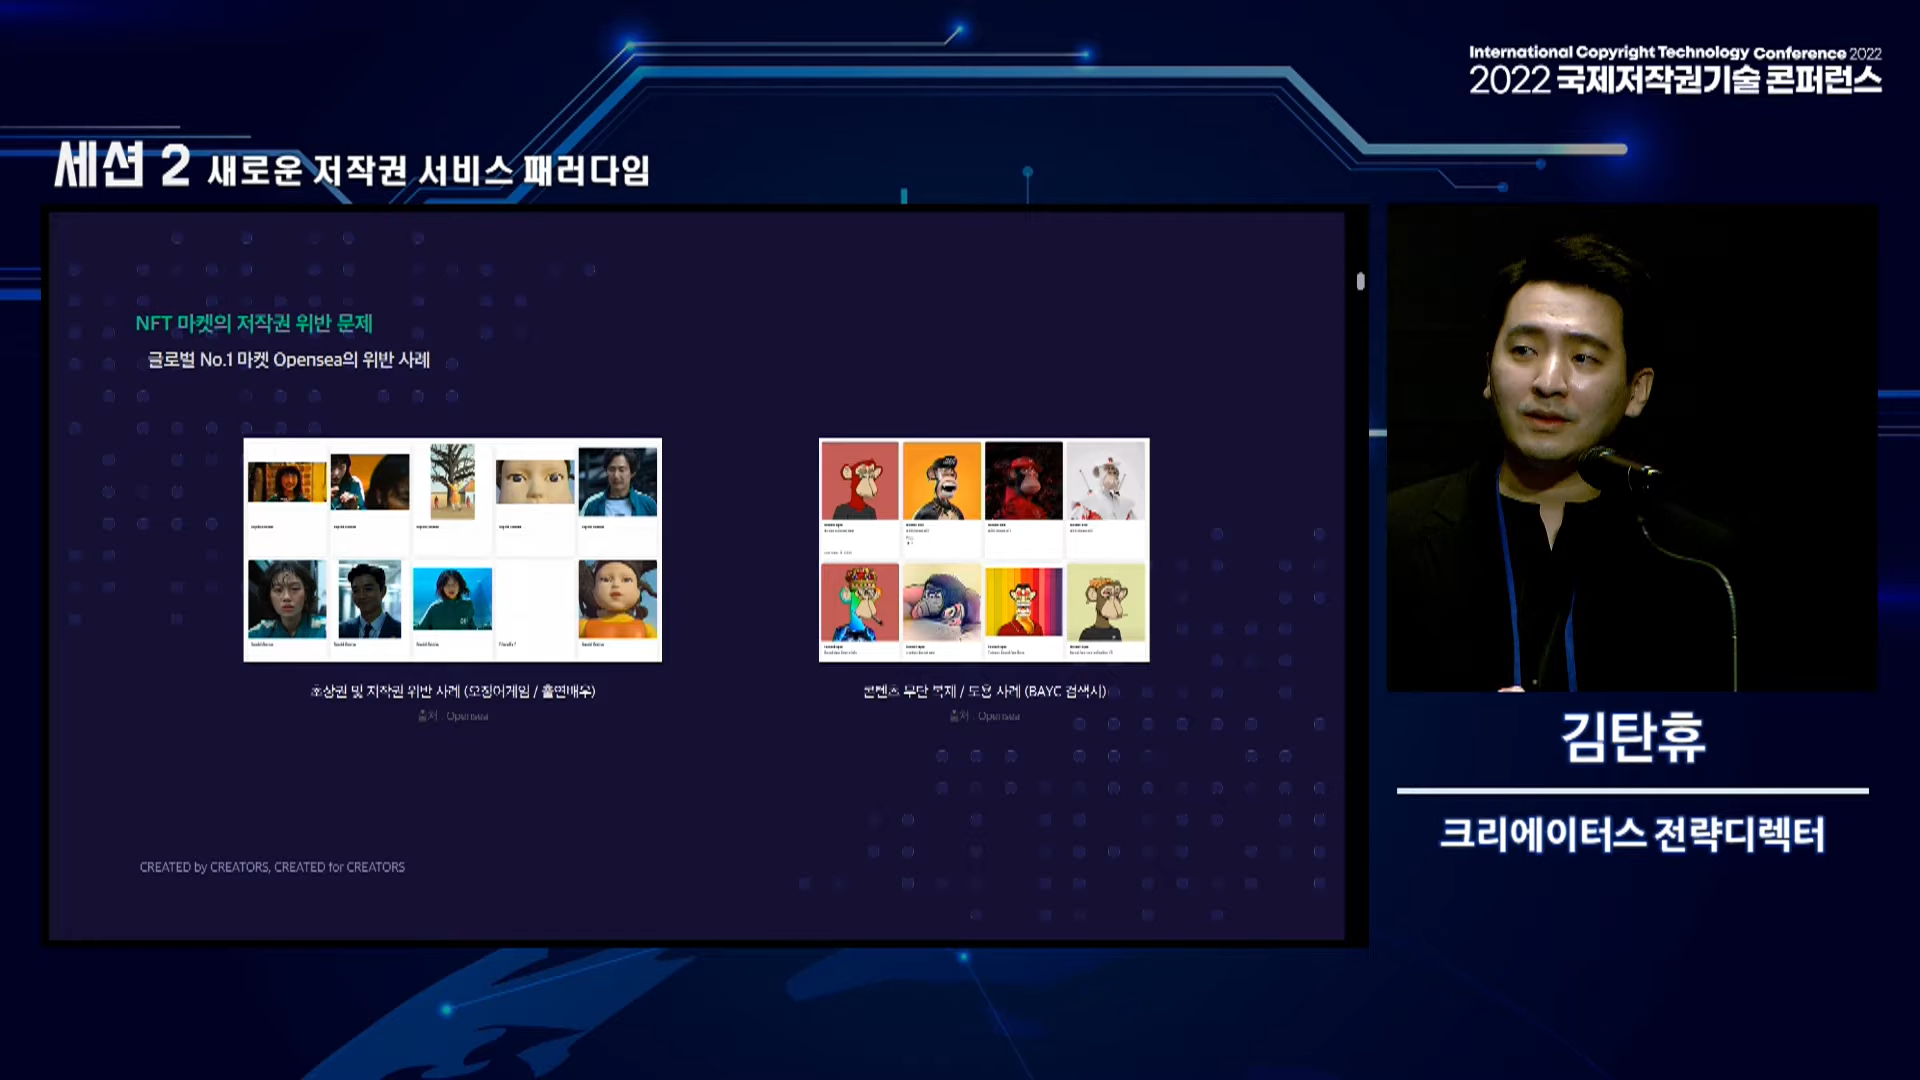 International Copyright Technology Conference 2022
2022 국제저작권기술 콘퍼런스
세션 2 새로운 저작권 서비스 패러다임
NFT 마켓의 저작권 위반 문제
글로벌 No.1 마켓 Opensea의 위반 사례
초상권 및 저작권 위반 사례 (오징어게임 / 출연배우)
출처 : Opensea
콘텐츠 무단 복제 / 도용 사례 (BAYC 검색시)
출처 : Opensea
CREATED by CREATORS, CREATED for CREATORS
김탄휴
크리에이터스 전략디렉터